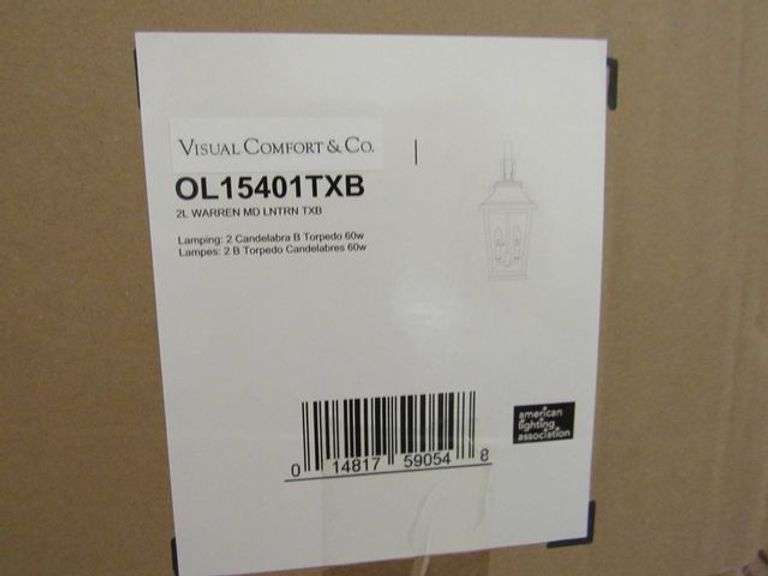 VISUAL COMFORT & CO.
OL15401TXB
2L WARREN MD LNTRN TXB
Lamping: 2 Candelabra B Torpedo 60w
Lampes: 2 B Torpedo Candelabres 60w
american
lighting
association
0 14817 59054 8